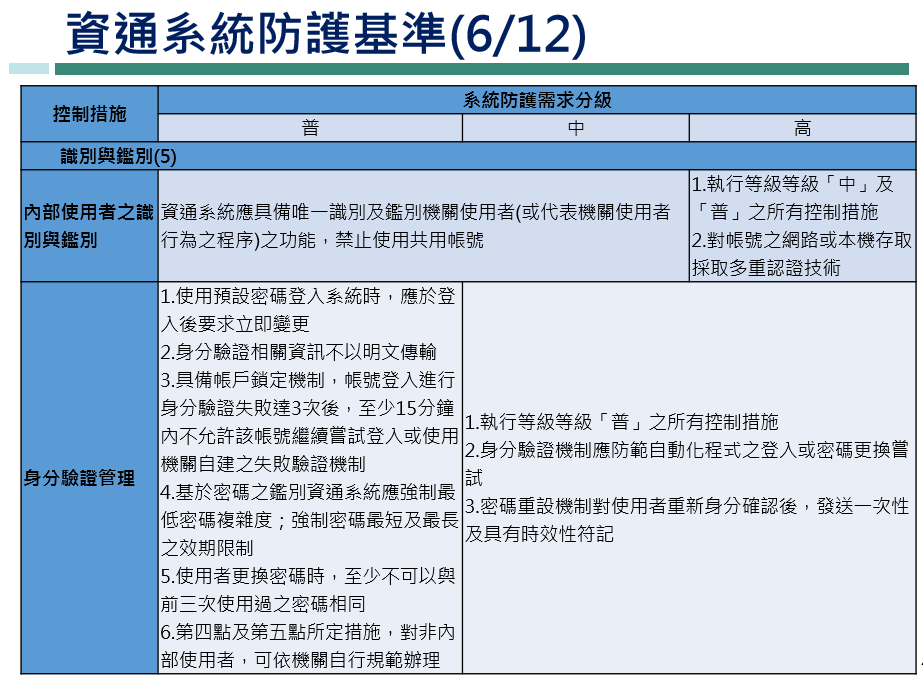 資通系統防護基準(6/12)
控制措施
系統防護需求分級
普
中
高
識別與鑑別(5)
內部使用者之識
別與鑑別
資通系統應具備唯一識別及鑑別機關使用者(或代表機關使用者
行為之程序)之功能，禁止使用共用帳號
1.執行等級等級「中」及
「普」之所有控制措施
2.對帳號之網路或本機存取
採取多重認證技術
身分驗證管理
1.使用預設密碼登入系統時，應於登
入後要求立即變更
2.身分驗證相關資訊不以明文傳輸
3.具備帳戶鎖定機制，帳號登入進行
身分驗證失敗達3次後，至少15分鐘
內不允許該帳號繼續嘗試登入或使用
機關自建之失敗驗證機制
4.基於密碼之鑑別資通系統應強制最
低密碼複雜度；強制密碼最短及最長
之效期限制
5.使用者更換密碼時，至少不可以與
前三次使用過之密碼相同
6.第四點及第五點所定措施，對非內
部使用者，可依機關自行規範辦理
1.執行等級等級「普」之所有控制措施
2.身分驗證機制應防範自動化程式之登入或密碼更換嘗
試
3.密碼重設機制對使用者重新身分確認後，發送一次性
及具有時效性符記